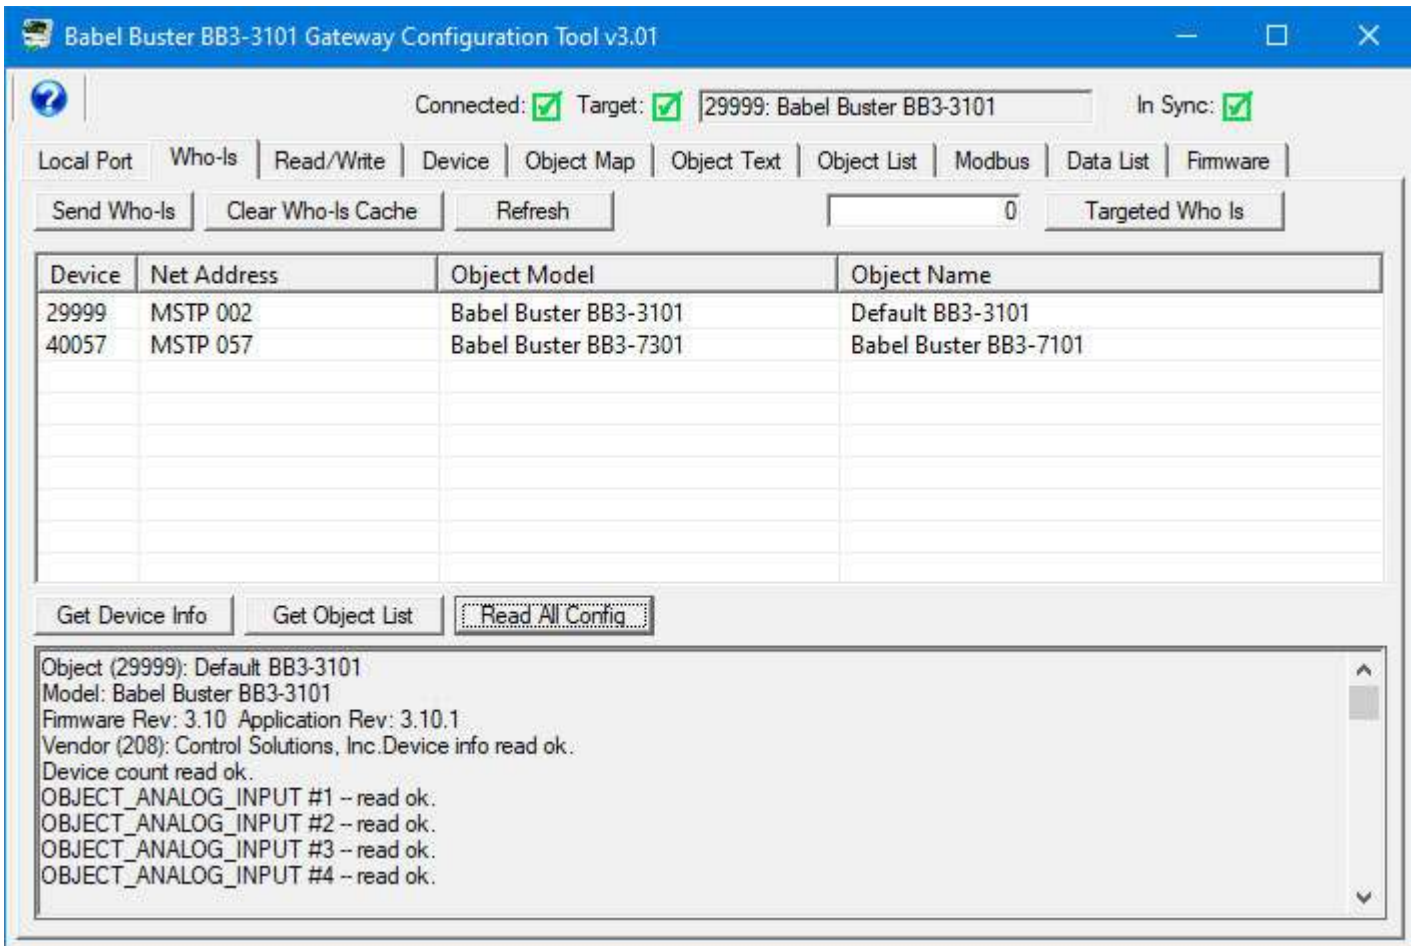 Babel Buster BB3-3101 Gateway Configuration Tool v3.01
Connected: Target: 29999: Babel Buster BB3-3101 In Sync:
Local Port Who-Is Read/Write Device Object Map Object Text Object List Modbus Data List Firmware
Send Who-Is Clear Who-Is Cache Refresh 0 Targeted Who Is
Device Net Address Object Model Object Name
29999 MSTP 002 Babel Buster BB3-3101 Default BB3-3101
40057 MSTP 057 Babel Buster BB3-7301 Babel Buster BB3-7101
Get Device Info Get Object List Read All Config
Object (29999): Default BB3-3101
Model: Babel Buster BB3-3101
Firmware Rev: 3.10 Application Rev: 3.10.1
Vendor (208): Control Solutions, Inc.Device info read ok.
Device count read ok.
OBJECT_ANALOG_INPUT #1 -- read ok.
OBJECT_ANALOG_INPUT #2 -- read ok.
OBJECT_ANALOG_INPUT #3 -- read ok.
OBJECT_ANALOG_INPUT #4 -- read ok.